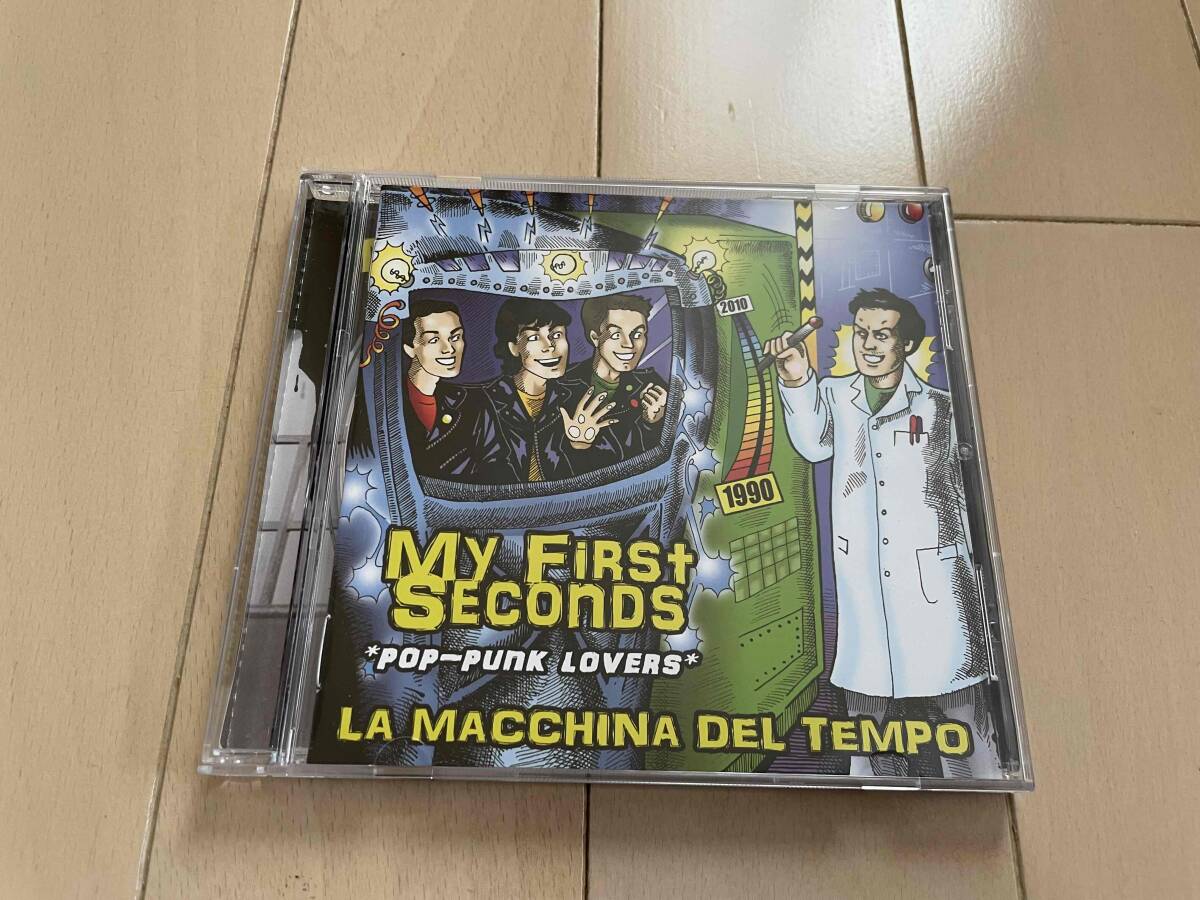 2010
1990
My First
Seconds
*POP-PUNK LOVERS*
LA MACCHINA DEL TEMPO